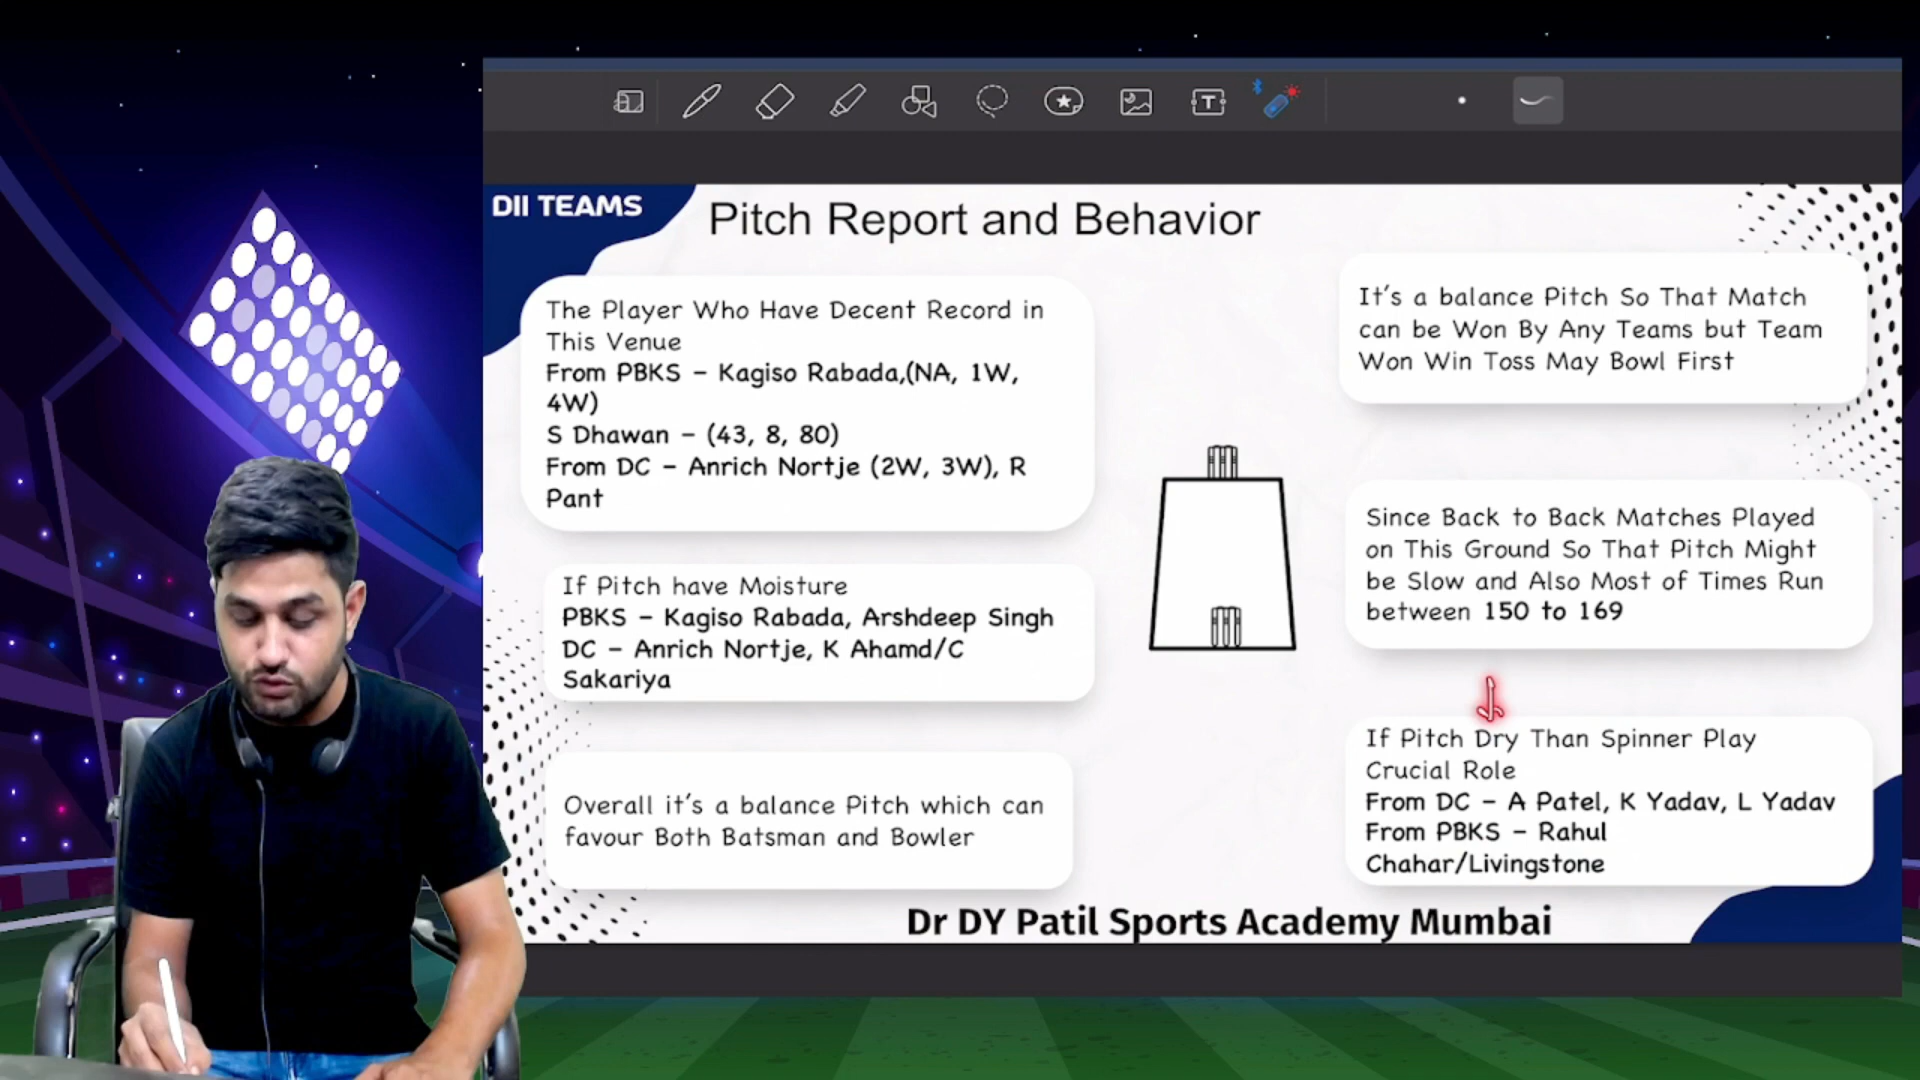 DII TEAMS
Pitch Report and Behavior
The Player Who Have Decent Record in
This Venue
From PBKS - Kagiso Rabada,(NA, 1W,
4W)
S Dhawan - (43, 8, 80)
From DC - Anrich Nortje (2W, 3W), R
Pant
If Pitch have Moisture
PBKS - Kagiso Rabada, Arshdeep Singh
DC - Anrich Nortje, K Ahamd/C
Sakariya
Overall it's a balance Pitch which can
favour Both Batsman and Bowler
It's a balance Pitch So That Match
can be Won By Any Teams but Team
Won Win Toss May Bowl First
Since Back to Back Matches Played
on This Ground So That Pitch Might
be Slow and Also Most of Times Run
between 150 to 169
If Pitch Dry Than Spinner Play
Crucial Role
From DC - A Patel, K Yadav, L Yadav
From PBKS - Rahul
Chahar/Livingstone
Dr DY Patil Sports Academy Mumbai